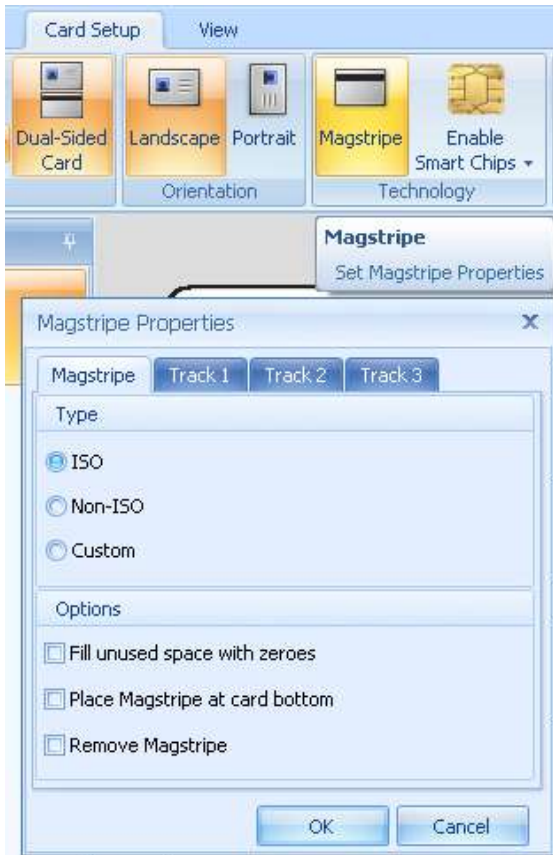 Card Setup
View
Dual-Sided
Card
Landscape
Portrait
Magstripe
Enable
Smart Chips
Orientation
Technology
Magstripe
Set Magstripe Properties
Magstripe Properties
Magstripe
Track 1
Track 2
Track 3
Type
ISO
Non-ISO
Custom
Options
Fill unused space with zeroes
Place Magstripe at card bottom
Remove Magstripe
OK
Cancel